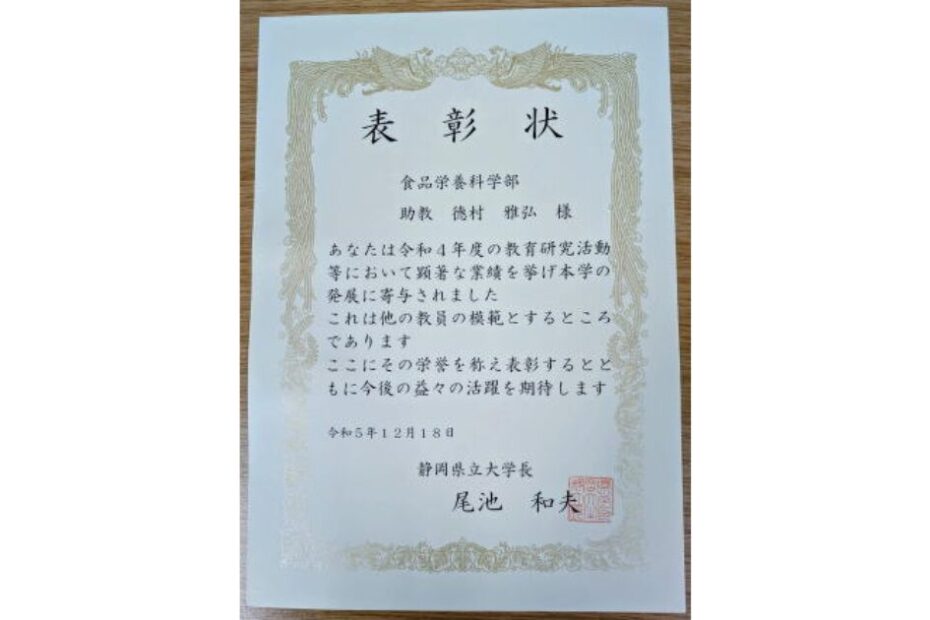 表彰状
食品栄養科学部
助教 徳村 雅弘 様
あなたは令和4年度の教育研究活動
等において顕著な業績を挙げ本学の
発展に寄与されました
これは他の教員の模範とするところ
であります
ここにその栄誉を称え表彰するとと
もに今後の益々の活躍を期待します
令和5年12月18日
静岡県立大学長
尾池 和夫